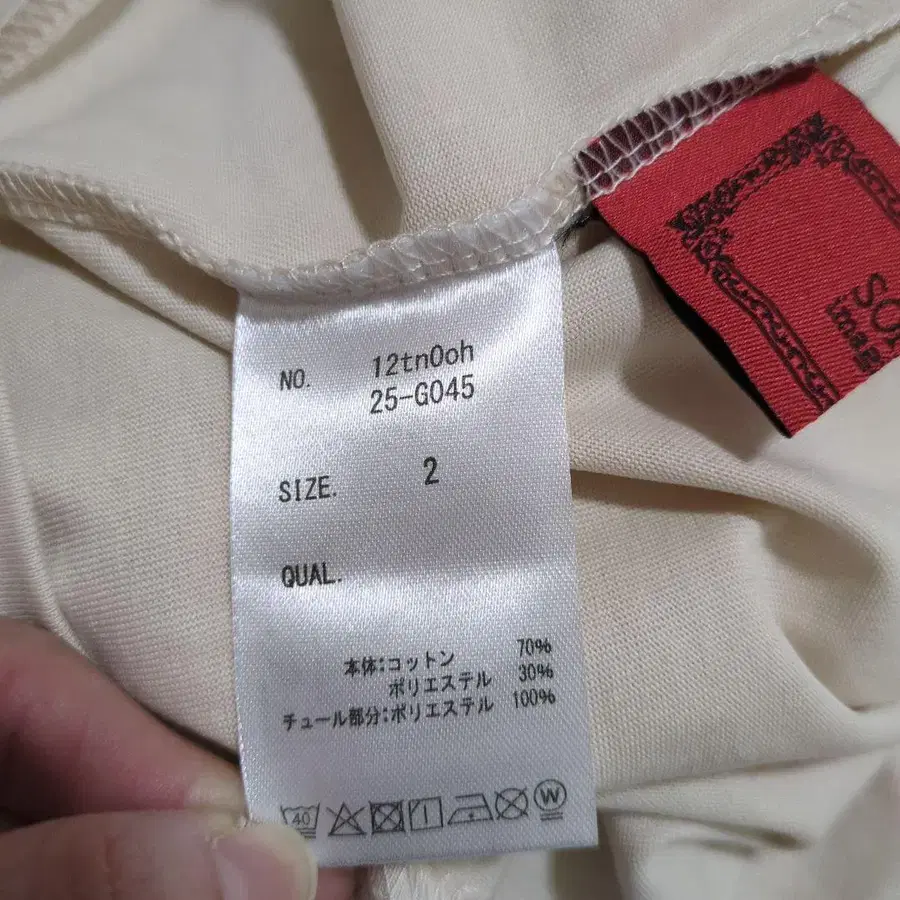 NO. 12tn0oh
25-G045
SIZE. 2
QUAL.
本体:コットン 70%
ポリエステル 30%
チュール部分:ポリエステル 100%
40 W